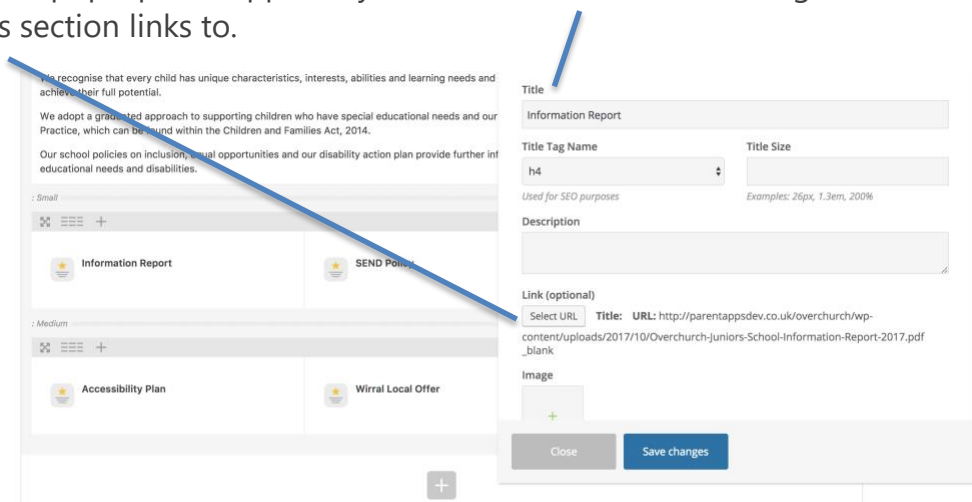 s section links to.
We recognise that every child has unique characteristics, interests, abilities and learning needs and
achieve their full potential.
We adopt a graduated approach to supporting children who have special educational needs and our
Practice, which can be found within the Children and Families Act, 2014.
Our school policies on inclusion, equal opportunities and our disability action plan provide further inf
educational needs and disabilities.
: Small
Information Report
SEND Policy
: Medium
Accessibility Plan
Wirral Local Offer
Title
Information Report
Title Tag Name
Title Size
h4
Used for SEO purposes
Examples: 26px, 1.3em, 200%
Description
Link (optional)
Select URL Title: URL: http://parentappsdev.co.uk/overchurch/wp-
content/uploads/2017/10/Overchurch-Juniors-School-Information-Report-2017.pdf
_blank
Image
Close
Save changes